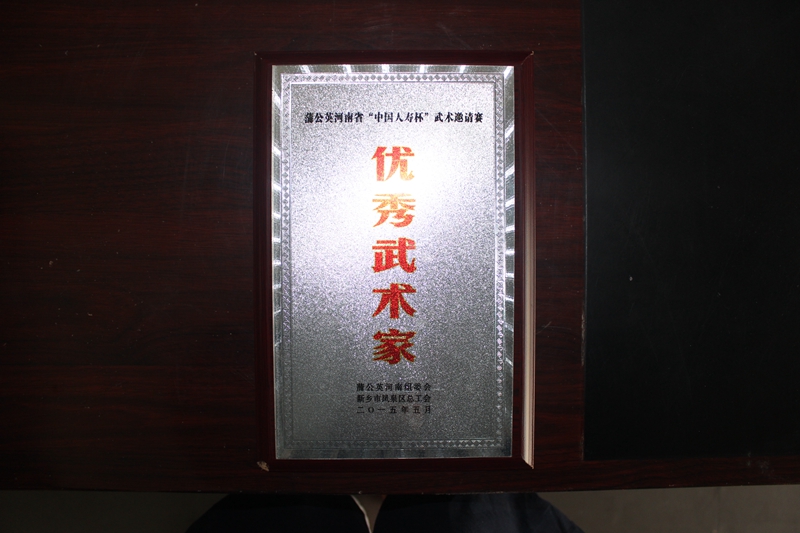 蒲公英河南省“中国人寿杯”武术邀请赛
优秀武术家
蒲公英河南组委会
新乡市凤泉区总工会
二〇一五年五月